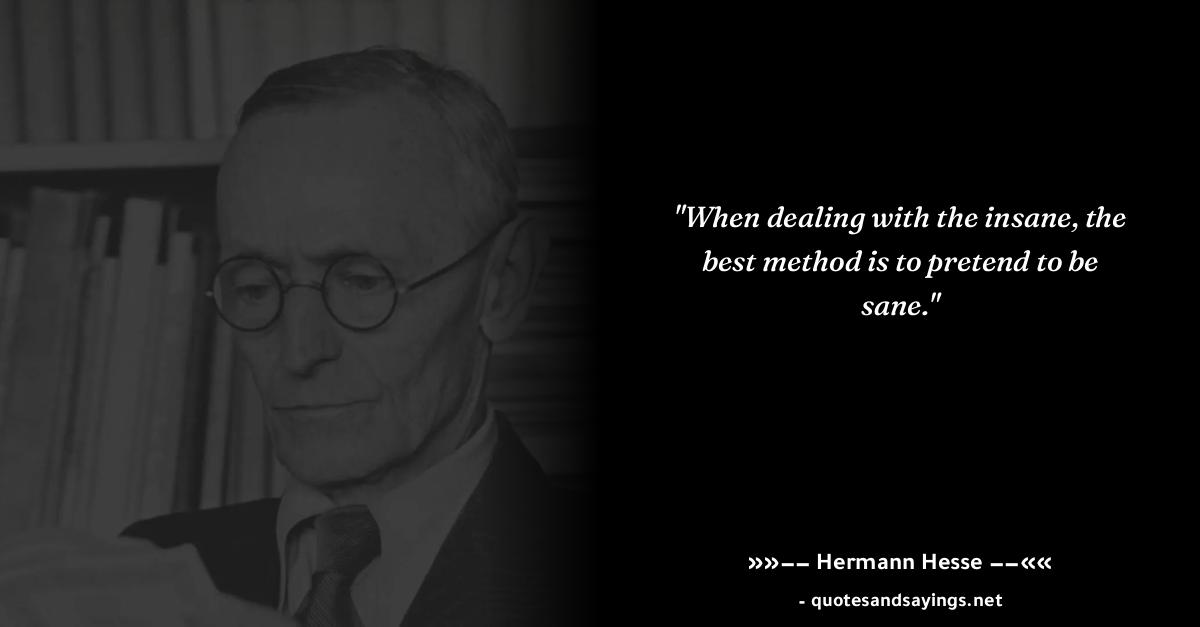 "When dealing with the insane, the
best method is to pretend to be
sane."
»»−− Hermann Hesse −−««
- quotesandsayings.net